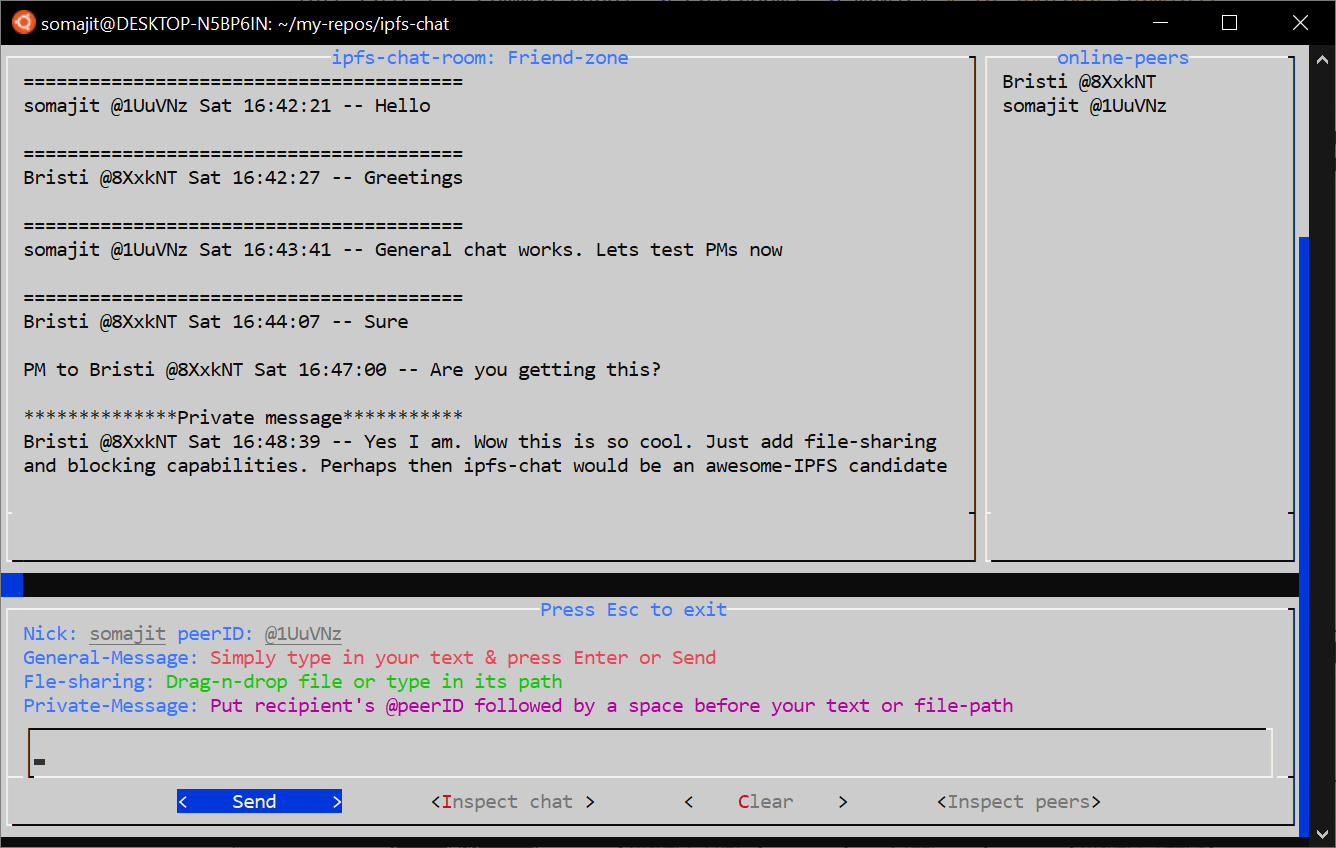 somajit@DESKTOP-N5BP6IN: ~/my-repos/ipfs-chat
ipfs-chat-room: Friend-zone
========================================
somajit @1UuVNz Sat 16:42:21 -- Hello
========================================
Bristi @8XxkNT Sat 16:42:27 -- Greetings
========================================
somajit @1UuVNz Sat 16:43:41 -- General chat works. Lets test PMs now
========================================
Bristi @8XxkNT Sat 16:44:07 -- Sure
PM to Bristi @8XxkNT Sat 16:47:00 -- Are you getting this?
**************Private message***********
Bristi @8XxkNT Sat 16:48:39 -- Yes I am. Wow this is so cool. Just add file-sharing
and blocking capabilities. Perhaps then ipfs-chat would be an awesome-IPFS candidate
online-peers
Bristi @8XxkNT
somajit @1UuVNz
Press Esc to exit
Nick: somajit peerID: @1UuVNz
General-Message: Simply type in your text & press Enter or Send
Fle-sharing: Drag-n-drop file or type in its path
Private-Message: Put recipient's @peerID followed by a space before your text or file-path
< Send > <Inspect chat > < Clear > <Inspect peers>